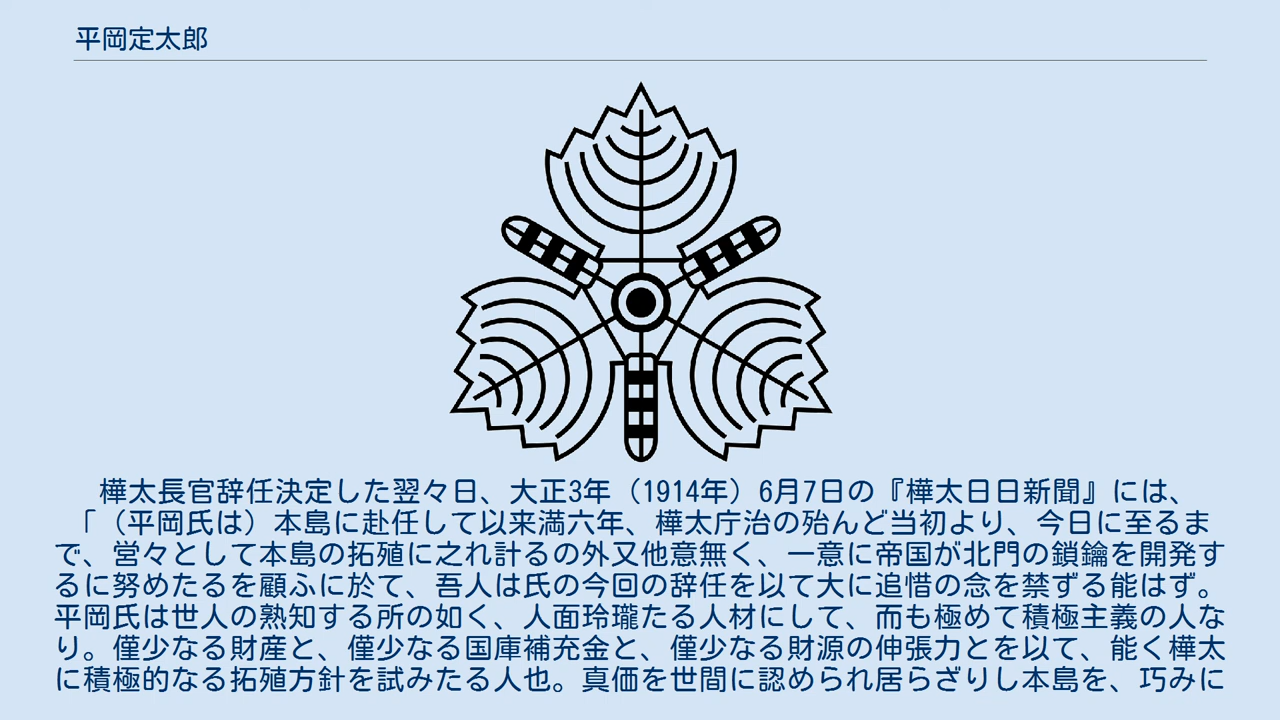 平岡定太郎
樺太長官辞任決定した翌々日、大正3年（1914年）6月7日の『樺太日日新聞』には、
「（平岡氏は）本島に赴任して以来満六年、樺太庁治の殆んど当初より、今日に至るま
で、営々として本島の拓殖に之れ計るの外又他意無く、一意に帝国が北門の鎖鑰を開発す
るに努めたるを顧ふに於て、吾人は氏の今回の辞任を以て大に追惜の念を禁ずる能はず。
平岡氏は世人の熟知する所の如く、人面玲瓏たる人材にして、而も極めて積極主義の人な
り。僅少なる財産と、僅少なる国庫補充金と、僅少なる財源の伸張力とを以て、能く樺太
に積極的なる拓殖方針を試みたる人也。真価を世間に認められ居らざりし本島を、巧みに